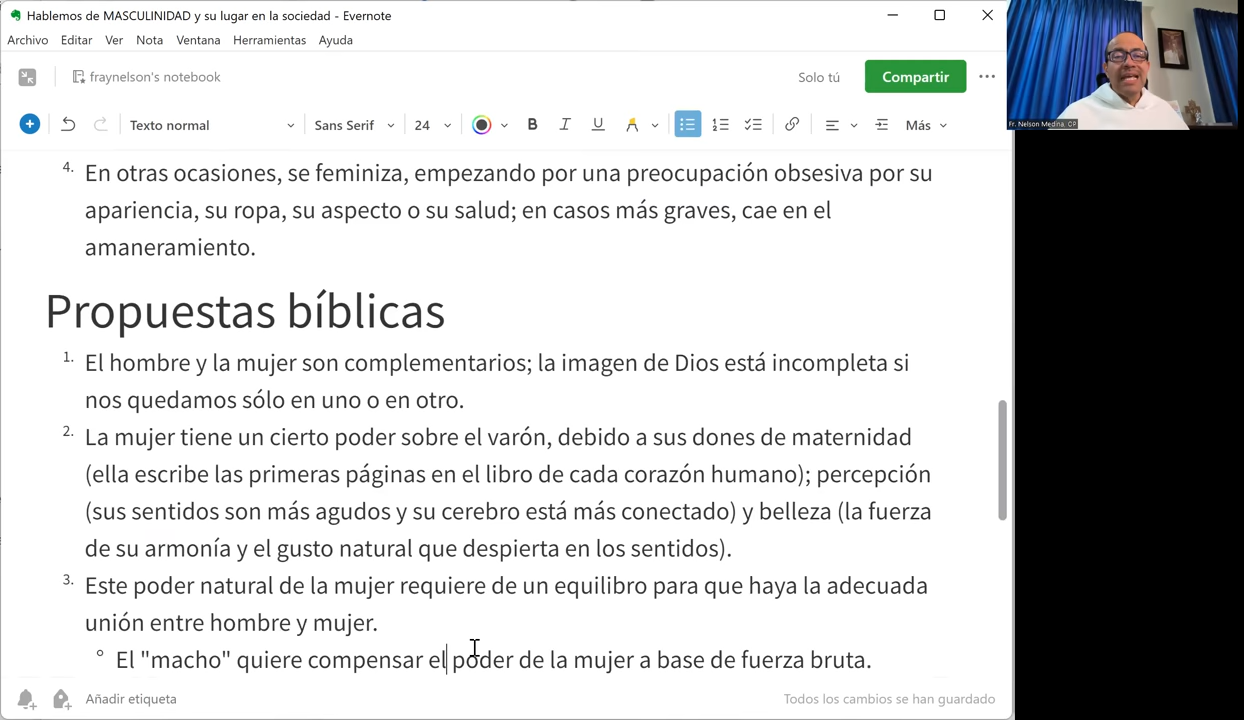 Hablemos de MASCULINIDAD y su lugar en la sociedad - Evernote
Archivo Editar Ver Nota Ventana Herramientas Ayuda
fraynelson's notebook Solo tú Compartir
Texto normal Sans Serif 24 B I U A Más
4. En otras ocasiones, se feminiza, empezando por una preocupación obsesiva por su
apariencia, su ropa, su aspecto o su salud; en casos más graves, cae en el
amaneramiento.
Propuestas bíblicas
1. El hombre y la mujer son complementarios; la imagen de Dios está incompleta si
nos quedamos sólo en uno o en otro.
2. La mujer tiene un cierto poder sobre el varón, debido a sus dones de maternidad
(ella escribe las primeras páginas en el libro de cada corazón humano); percepción
(sus sentidos son más agudos y su cerebro está más conectado) y belleza (la fuerza
de su armonía y el gusto natural que despierta en los sentidos).
3. Este poder natural de la mujer requiere de un equilibro para que haya la adecuada
unión entre hombre y mujer.
° El "macho" quiere compensar el poder de la mujer a base de fuerza bruta.
Añadir etiqueta Todos los cambios se han guardado
Fr. Nelson Medina, OP